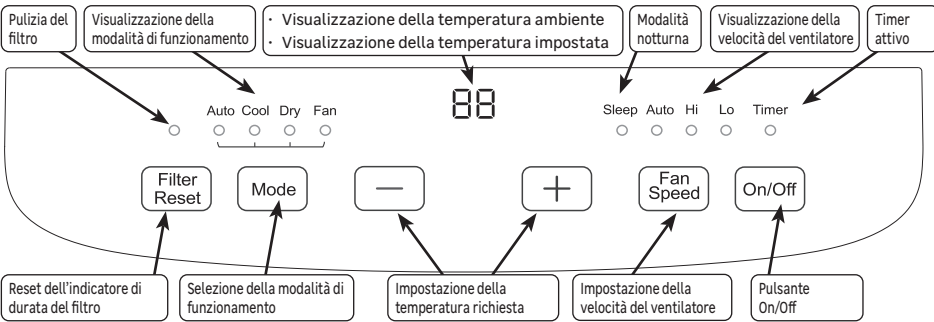 Pulizia del
filtro
Visualizzazione della
modalità di funzionamento
· Visualizzazione della temperatura ambiente
· Visualizzazione della temperatura impostata
Modalità
notturna
Visualizzazione della
velocità del ventilatore
Timer
attivo
Auto Cool Dry Fan
88
Sleep Auto Hi Lo Timer
Filter
Reset
Mode
—
+
Fan
Speed
On/Off
Reset dell'indicatore di
durata del filtro
Selezione della modalità di
funzionamento
Impostazione della
temperatura richiesta
Impostazione della
velocità del ventilatore
Pulsante
On/Off